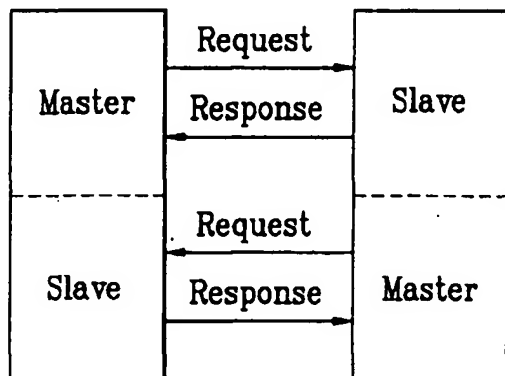 Request
Master
Response
Slave
Request
Slave
Response
Master